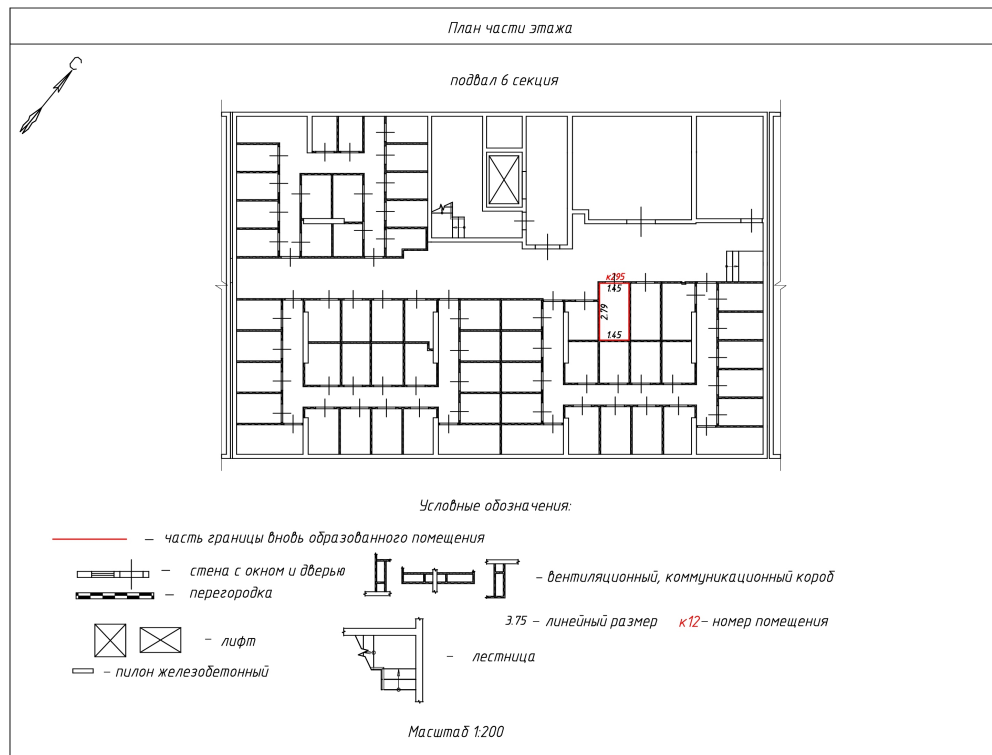 План части этажа
С
подвал 6 секция
к295
1.45
2.79
1.45
Условные обозначения:
– часть границы вновь образованного помещения
– стена с окном и дверью
– перегородка
– вентиляционный, коммуникационный короб
3.75 – линейный размер к12 – номер помещения
– лифт
– лестница
– пилон железобетонный
Масштаб 1:200